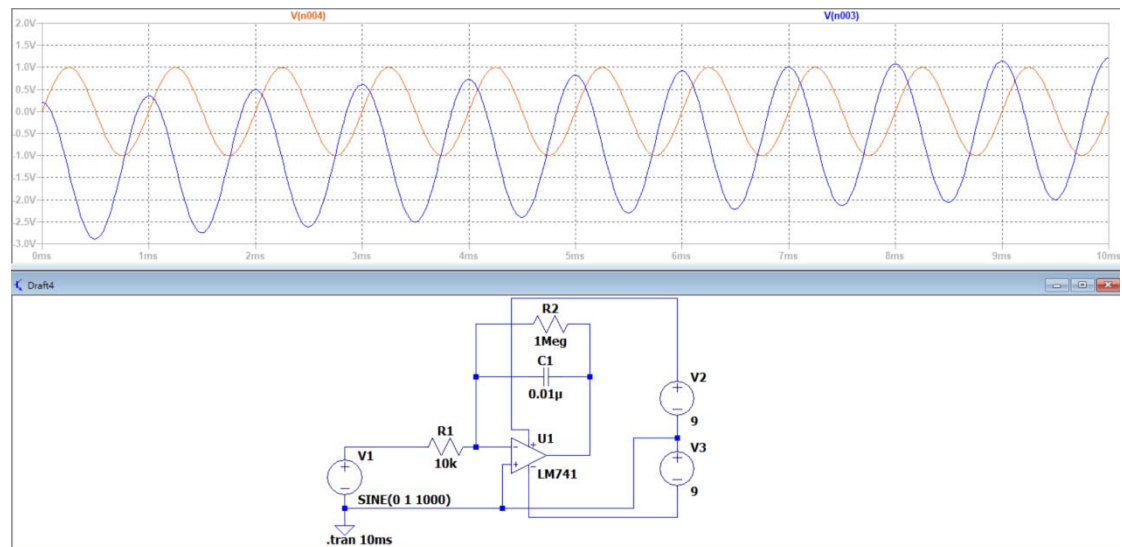 V(n004) V(n003)
2.0V
1.5V
1.0V
0.5V
0.0V
-0.5V
-1.0V
-1.5V
-2.0V
-2.5V
-3.0V
0ms 1ms 2ms 3ms 4ms 5ms 6ms 7ms 8ms 9ms 10ms
Draft4
R2
1Meg
C1
0.01µ
V2
9
R1
10k
U1
LM741
V3
9
V1
SINE(0 1 1000)
.tran 10ms